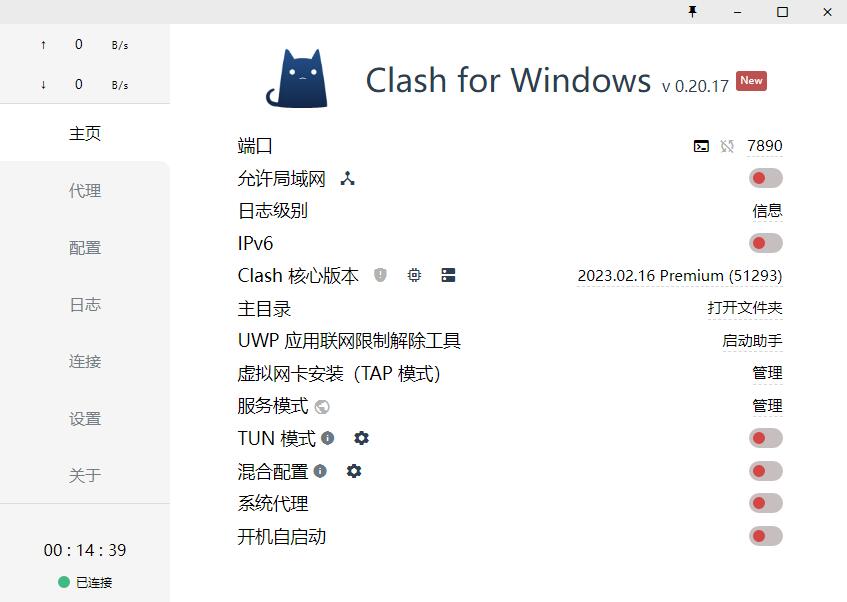 ↑ 0 B/s
↓ 0 B/s
主页
代理
配置
日志
连接
设置
关于
00 : 14 : 39
已连接
Clash for Windows v 0.20.17 New
端口 7890
允许局域网
日志级别 信息
IPv6
Clash 核心版本 2023.02.16 Premium (51293)
主目录 打开文件夹
UWP 应用联网限制解除工具 启动助手
虚拟网卡安装（TAP 模式） 管理
服务模式 管理
TUN 模式
混合配置
系统代理
开机自启动